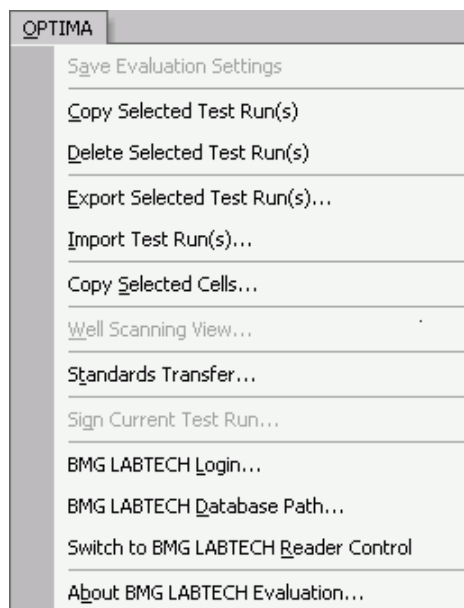 OPTIMA
Save Evaluation Settings
Copy Selected Test Run(s)
Delete Selected Test Run(s)
Export Selected Test Run(s)...
Import Test Run(s)...
Copy Selected Cells...
Well Scanning View...
Standards Transfer...
Sign Current Test Run...
BMG LABTECH Login...
BMG LABTECH Database Path...
Switch to BMG LABTECH Reader Control
About BMG LABTECH Evaluation...